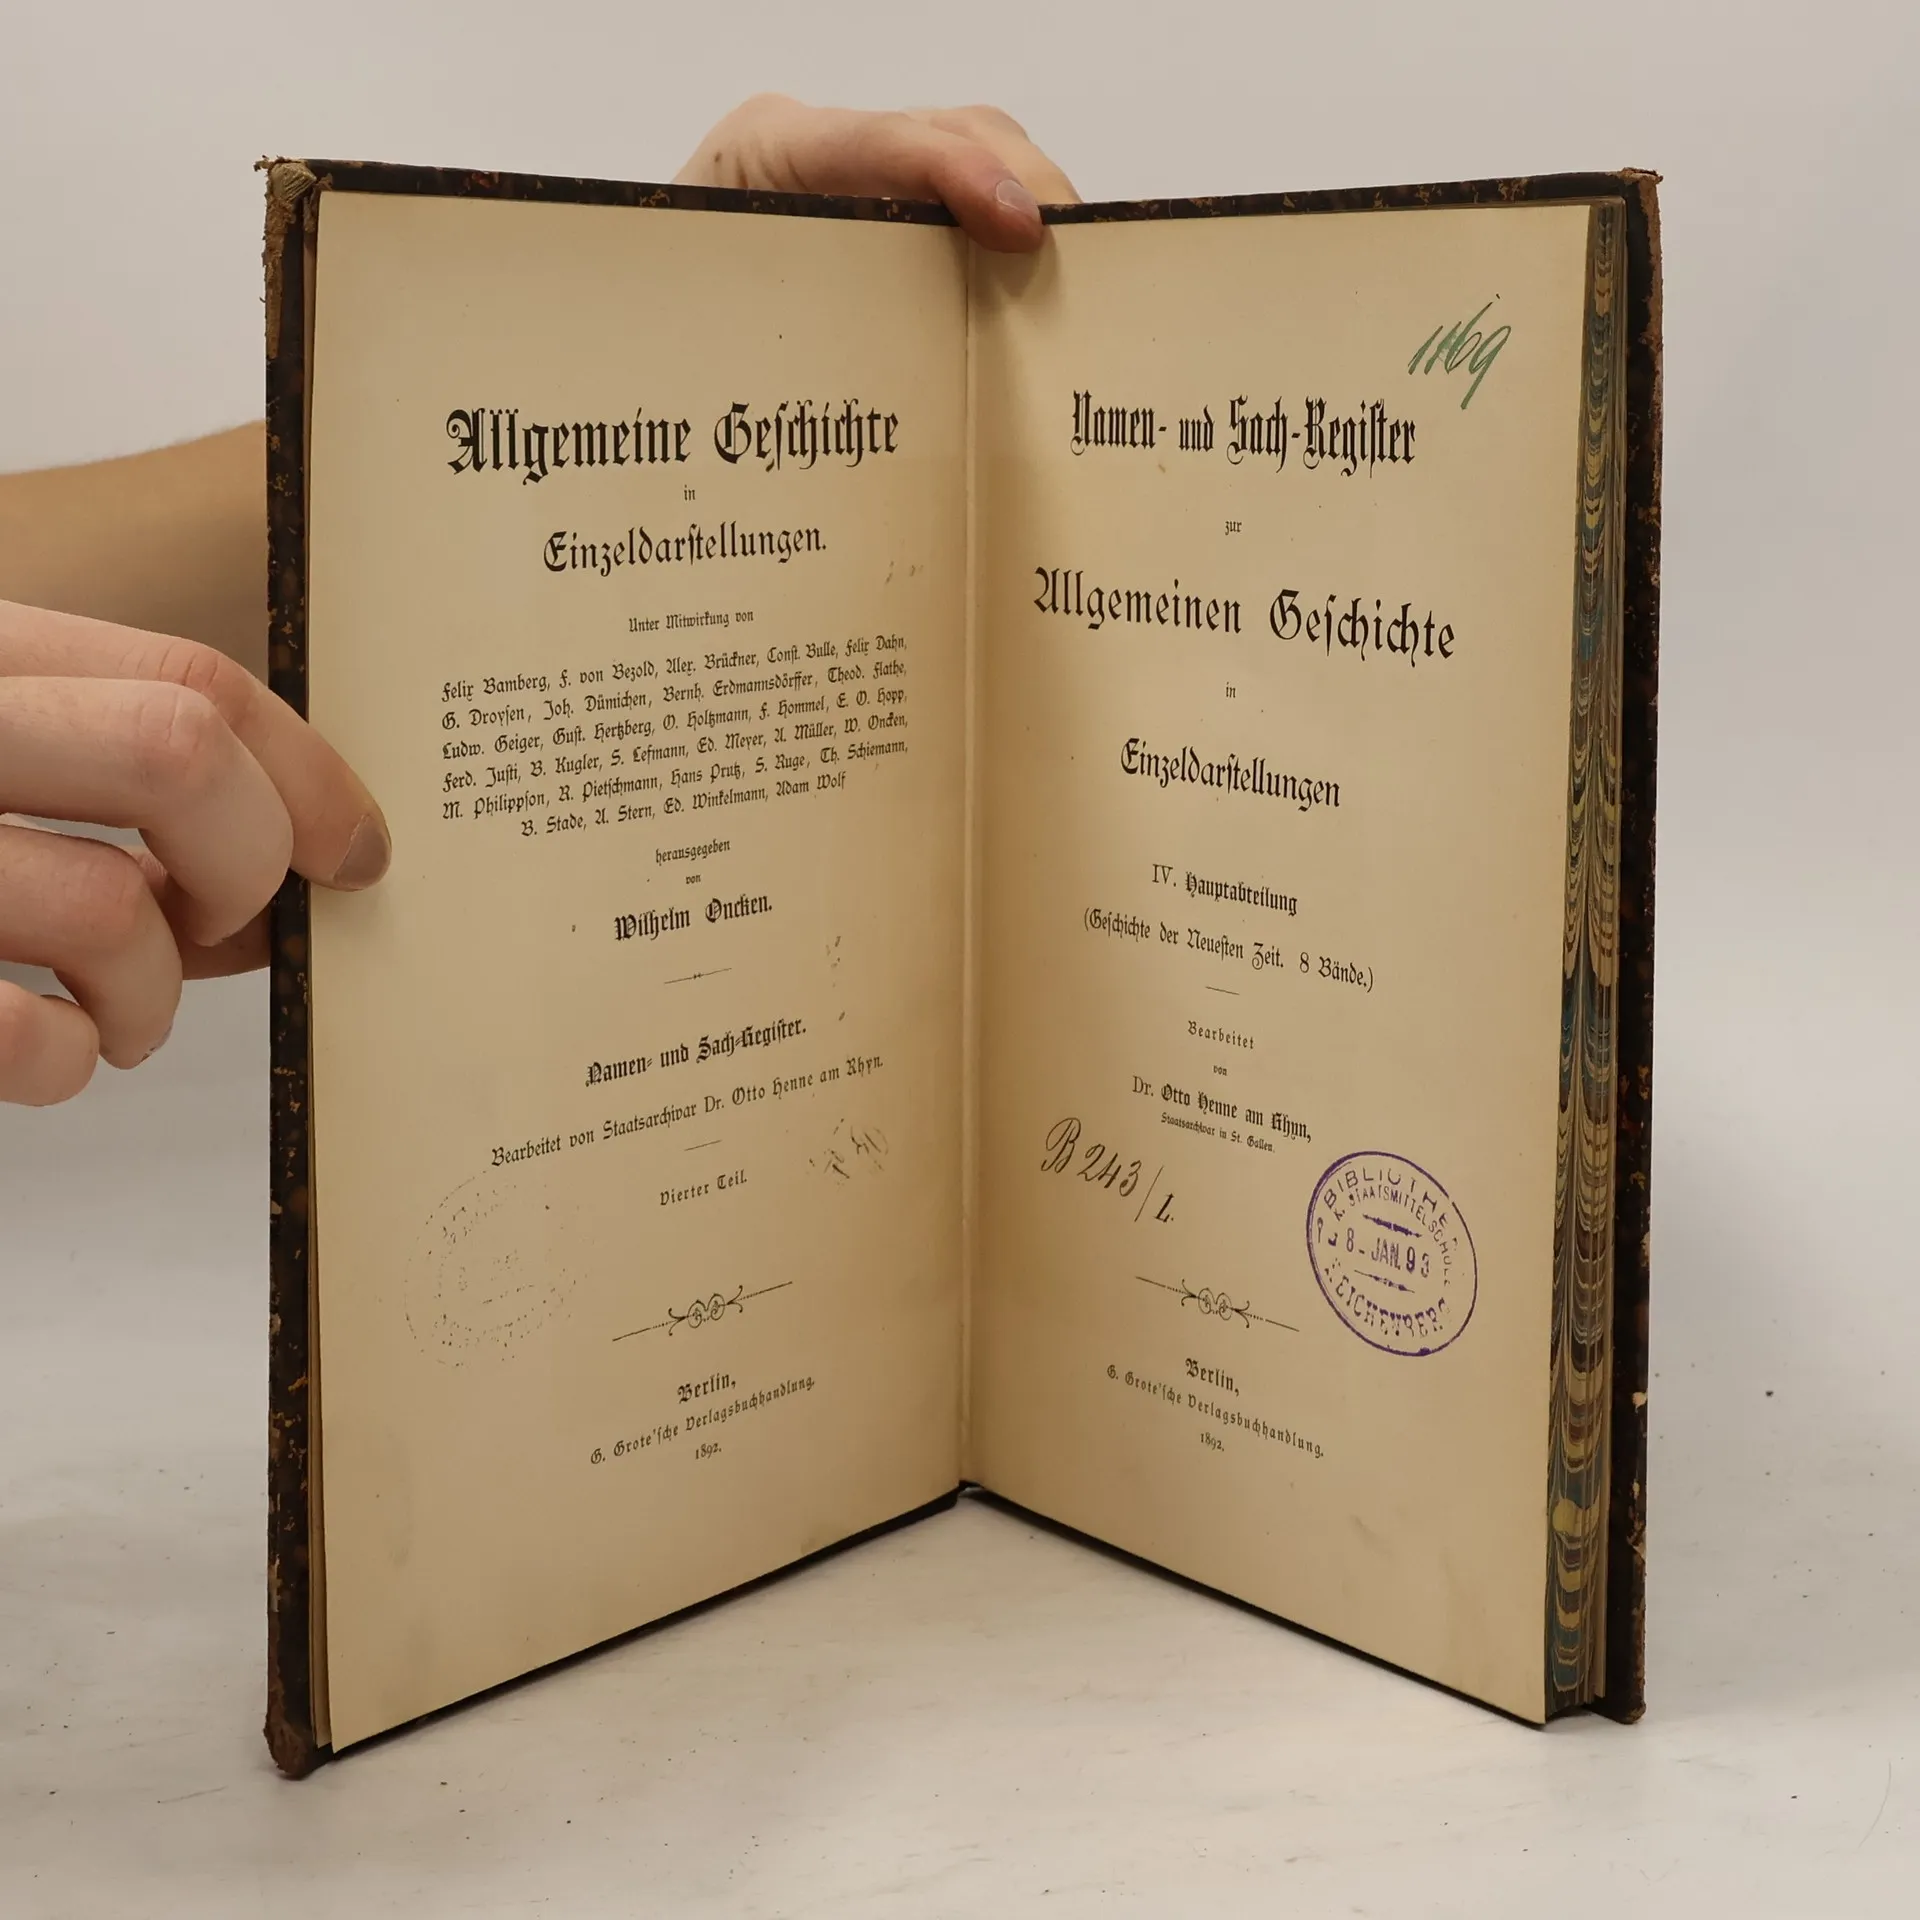 Allgemeine Geschichte
in
Einzeldarstellungen.
Unter Mitwirkung von
Felix Bamberg, F. von Bezold, Alex. Brückner, Const. Bulle, Felix Dahn,
G. Droysen, Joh. Dümichen, Bernh. Erdmannsdörffer, Theod. Flathe,
Ludw. Geiger, Gust. Hertzberg, O. Holtzmann, F. Hommel, E. O. Hopp,
Ferd. Justi, B. Kugler, S. Lefmann, Ed. Meyer, A. Müller, W. Oncken,
M. Philippson, R. Pietschmann, Hans Prutz, S. Ruge, Th. Schiemann,
B. Stade, A. Stern, Ed. Winkelmann, Adam Wolf
herausgegeben
von
Wilhelm Oncken.
Namen- und Sach-Register.
Bearbeitet von Staatsarchivar Dr. Otto Henne am Rhyn.
Vierter Teil.
Berlin,
G. Grote'sche Verlagsbuchhandlung.
1892.
1169
Namen- und Sach-Register
zur
Allgemeinen Geschichte
in
Einzeldarstellungen
IV. Hauptabteilung
(Geschichte der Neuesten Zeit. 8 Bände.)
Bearbeitet
von
Dr. Otto Henne am Rhyn,
Staatsarchivar in St. Gallen.
B 243/L.
BIBLIOTHEK
K. STAATSMITTELSCHULE
8-JAN.93
REICHENBERG
Berlin,
G. Grote'sche Verlagsbuchhandlung.
1892.